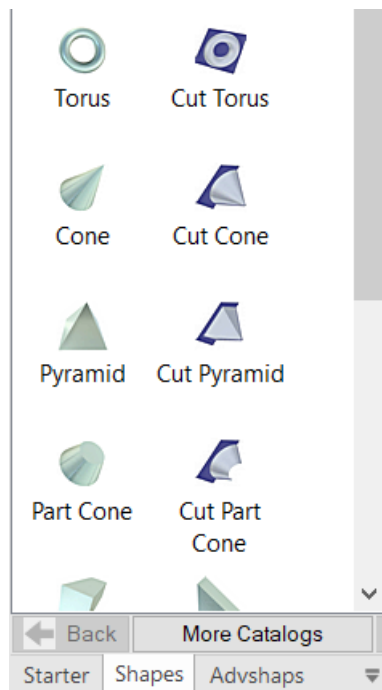 Torus Cut Torus
Cone Cut Cone
Pyramid Cut Pyramid
Part Cone Cut Part
Cone
Back More Catalogs
Starter Shapes Advshaps